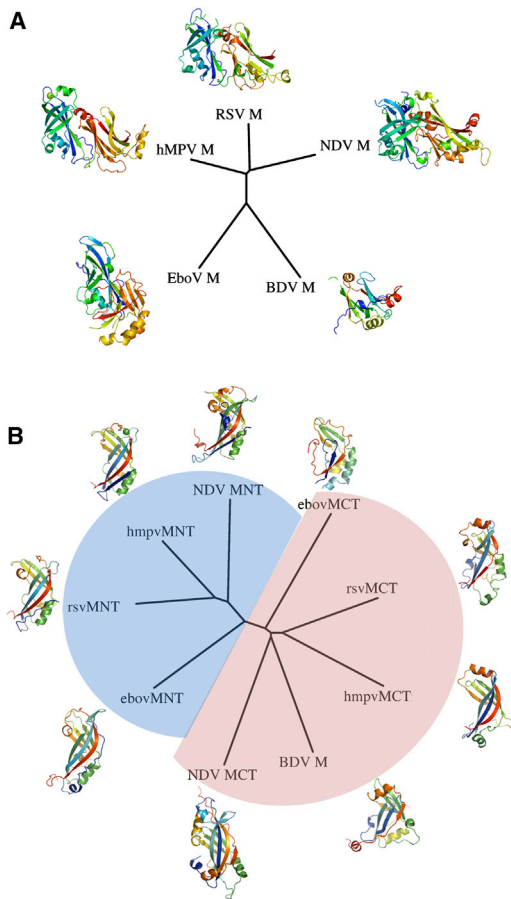 A
RSV M
hMPV M
NDV M
EboV M
BDV M
B
NDV MNT
ebovMCT
hmpvMNT
rsvMCT
rsvMNT
ebovMNT
hmpvMCT
BDV M
NDV MCT